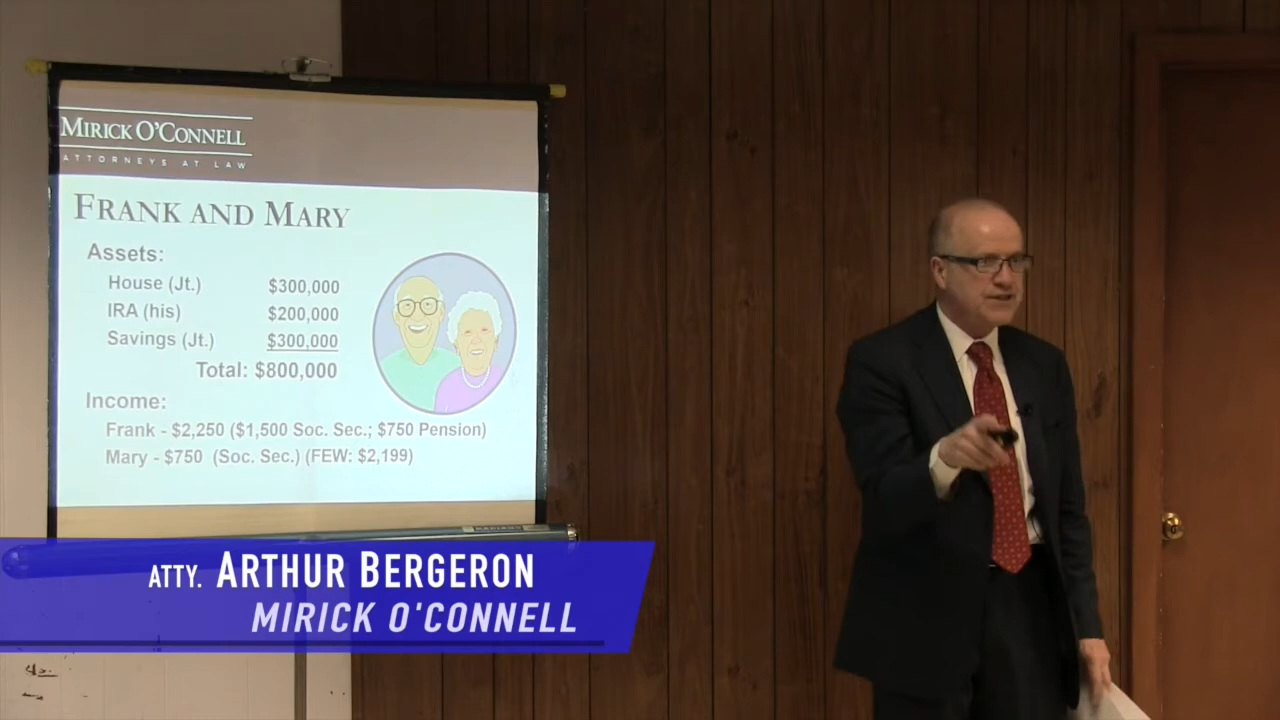 MIRICK O'CONNELL
ATTORNEYS AT LAW
FRANK AND MARY
Assets:
House (Jt.) $300,000
IRA (his) $200,000
Savings (Jt.) $300,000
Total: $800,000
Income:
Frank - $2,250 ($1,500 Soc. Sec.; $750 Pension)
Mary - $750 (Soc. Sec.) (FEW: $2,199)
ATTY. ARTHUR BERGERON
MIRICK O'CONNELL